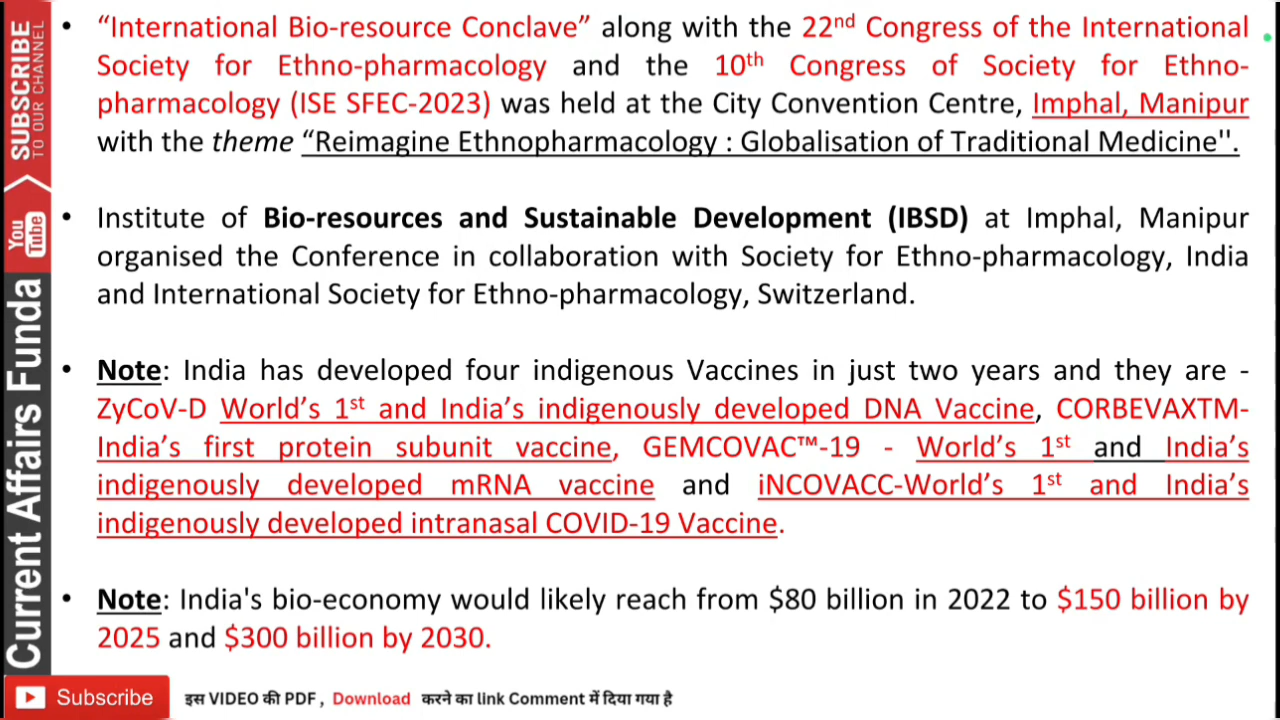 SUBSCRIBE
TO OUR CHANNEL
You
Tube
Current Affairs Funda
• “International Bio-resource Conclave” along with the 22nd Congress of the International
Society for Ethno-pharmacology and the 10th Congress of Society for Ethno-
pharmacology (ISE SFEC-2023) was held at the City Convention Centre, Imphal, Manipur
with the theme “Reimagine Ethnopharmacology : Globalisation of Traditional Medicine''.
• Institute of Bio-resources and Sustainable Development (IBSD) at Imphal, Manipur
organised the Conference in collaboration with Society for Ethno-pharmacology, India
and International Society for Ethno-pharmacology, Switzerland.
• Note: India has developed four indigenous Vaccines in just two years and they are -
ZyCoV-D World’s 1st and India’s indigenously developed DNA Vaccine, CORBEVAXTM-
India’s first protein subunit vaccine, GEMCOVAC™-19 - World’s 1st and India’s
indigenously developed mRNA vaccine and iNCOVACC-World’s 1st and India’s
indigenously developed intranasal COVID-19 Vaccine.
• Note: India's bio-economy would likely reach from $80 billion in 2022 to $150 billion by
2025 and $300 billion by 2030.
Subscribe इस VIDEO की PDF , Download करने का link Comment में दिया गया है